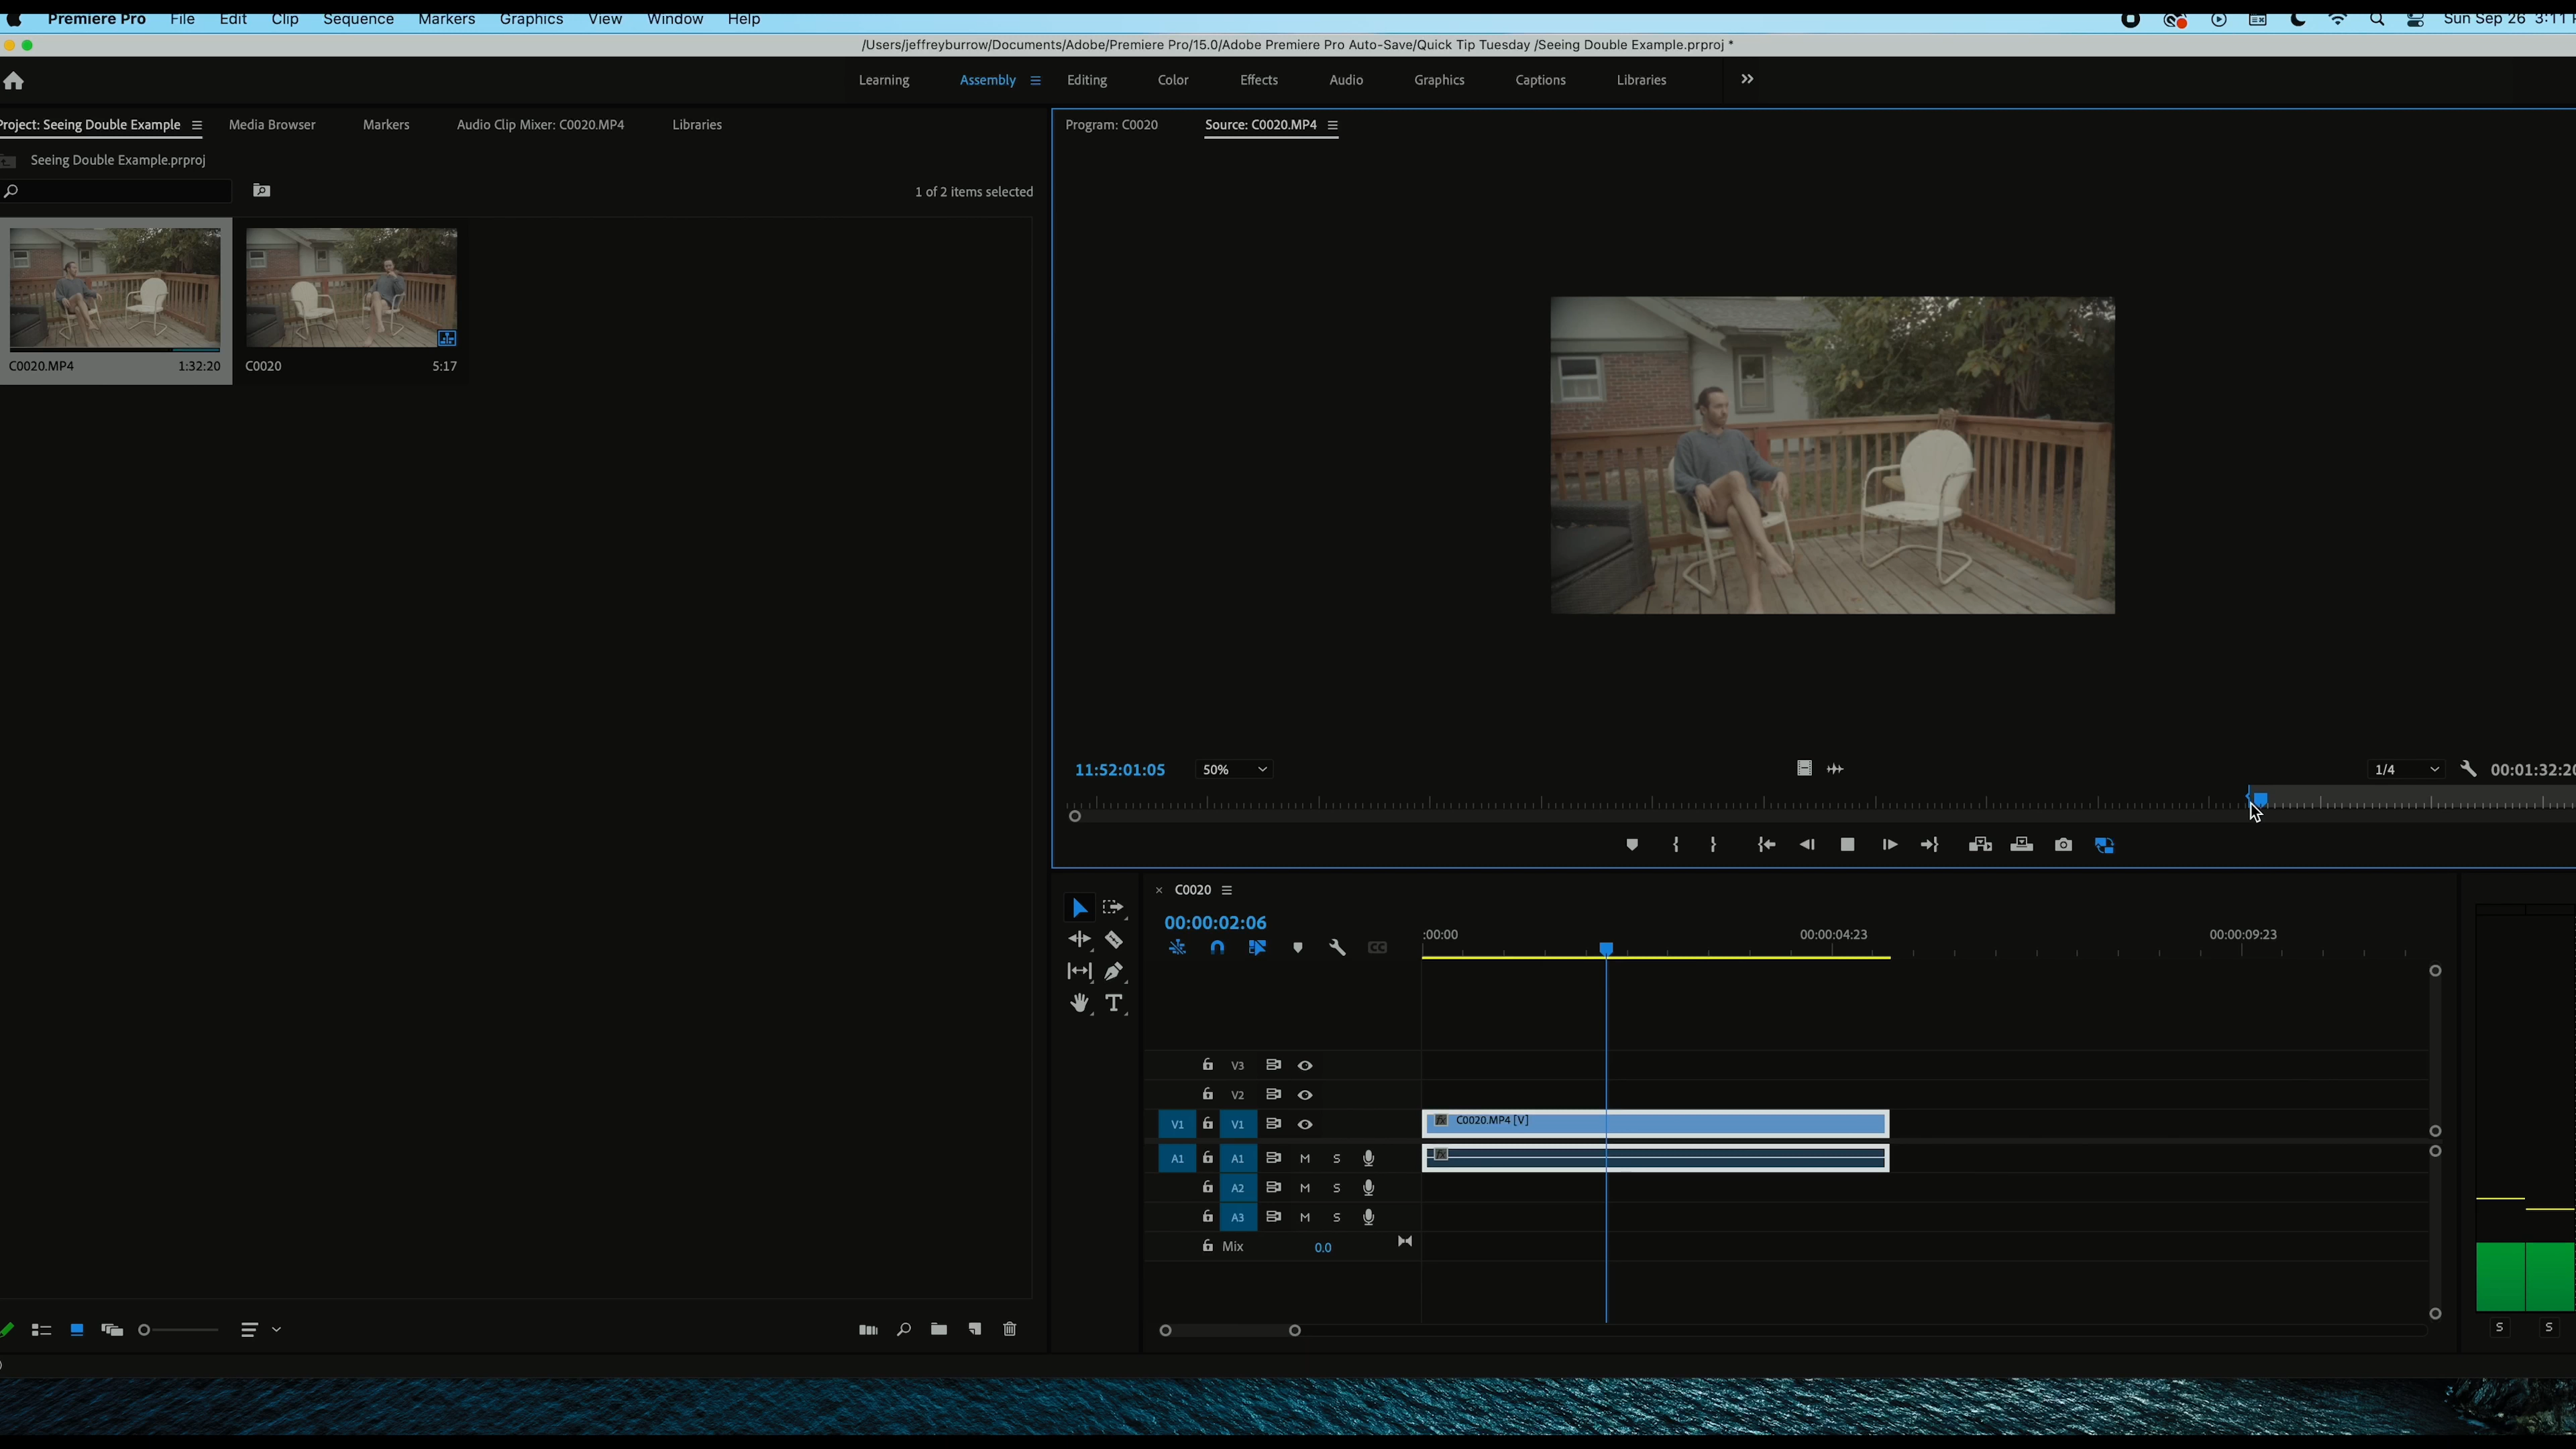 Premiere Pro File Edit Clip Sequence Markers Graphics View Window Help Sun Sep 26 3:11
/Users/jeffreyburrow/Documents/Adobe/Premiere Pro/15.0/Adobe Premiere Pro Auto-Save/Quick Tip Tuesday /Seeing Double Example.prproj *
Learning Assembly Editing Color Effects Audio Graphics Captions Libraries
Project: Seeing Double Example Media Browser Markers Audio Clip Mixer: C0020.MP4 Libraries
Program: C0020 Source: C0020.MP4
Seeing Double Example.prproj
1 of 2 items selected
C0020.MP4 1:32:20 C0020 5:17
11:52:01:05 50% 1/4 00:01:32:20
× C0020
00:00:02:06
:00:00 00:00:04:23 00:00:09:23
CC
V3
V2
V1 V1 fx C0020.MP4 [V]
A1 A1 M S fx
A2 M S
A3 M S
Mix 0.0
S S